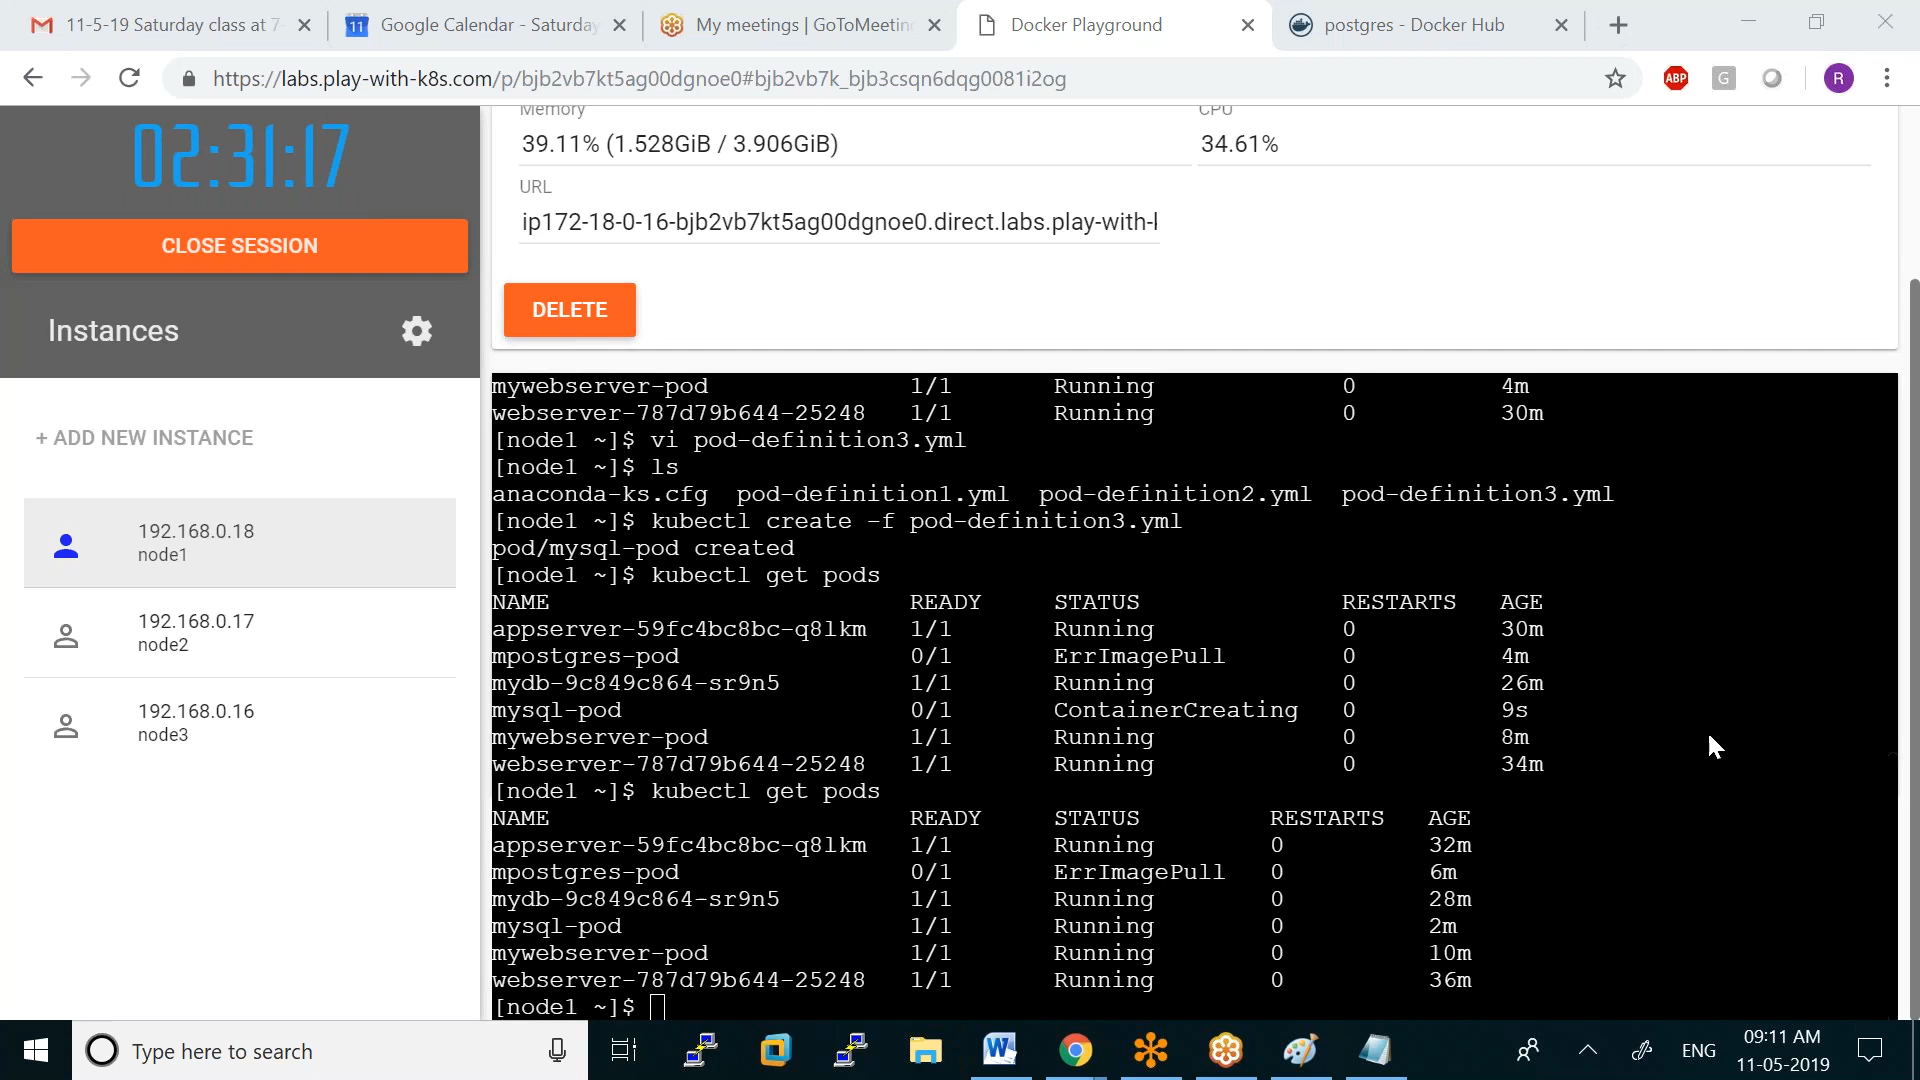 11-5-19 Saturday class at 7-
Google Calendar - Saturday
My meetings | GoToMeeting
Docker Playground
postgres - Docker Hub
https://labs.play-with-k8s.com/p/bjb2vb7kt5ag00dgnoe0#bjb2vb7k_bjb3csqn6dqg0081i2og
ABP
G
R
02:31:17
CLOSE SESSION
Instances
+ ADD NEW INSTANCE
192.168.0.18
node1
192.168.0.17
node2
192.168.0.16
node3
Memory
CPU
39.11% (1.528GiB / 3.906GiB)
34.61%
URL
ip172-18-0-16-bjb2vb7kt5ag00dgnoe0.direct.labs.play-with-k
DELETE
mywebserver-pod 1/1 Running 0 4m
webserver-787d79b644-25248 1/1 Running 0 30m
[node1 ~]$ vi pod-definition3.yml
[node1 ~]$ ls
anaconda-ks.cfg pod-definition1.yml pod-definition2.yml pod-definition3.yml
[node1 ~]$ kubectl create -f pod-definition3.yml
pod/mysql-pod created
[node1 ~]$ kubectl get pods
NAME READY STATUS RESTARTS AGE
appserver-59fc4bc8bc-q8lkm 1/1 Running 0 30m
mpostgres-pod 0/1 ErrImagePull 0 4m
mydb-9c849c864-sr9n5 1/1 Running 0 26m
mysql-pod 0/1 ContainerCreating 0 9s
mywebserver-pod 1/1 Running 0 8m
webserver-787d79b644-25248 1/1 Running 0 34m
[node1 ~]$ kubectl get pods
NAME READY STATUS RESTARTS AGE
appserver-59fc4bc8bc-q8lkm 1/1 Running 0 32m
mpostgres-pod 0/1 ErrImagePull 0 6m
mydb-9c849c864-sr9n5 1/1 Running 0 28m
mysql-pod 1/1 Running 0 2m
mywebserver-pod 1/1 Running 0 10m
webserver-787d79b644-25248 1/1 Running 0 36m
[node1 ~]$
Type here to search
ENG
09:11 AM
11-05-2019